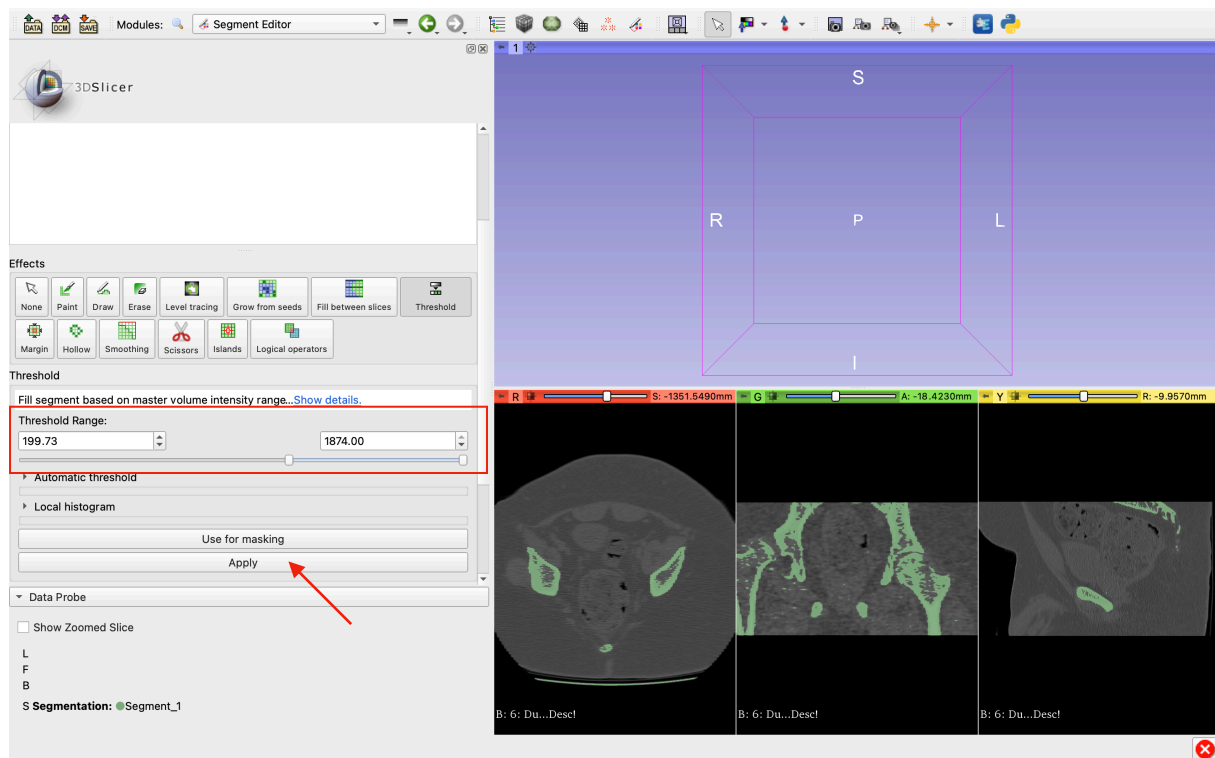 DATA DCM SAVE Modules: Segment Editor
1
3DSlicer
S
R P L
I
Effects
None Paint Draw Erase Level tracing Grow from seeds Fill between slices Threshold
Margin Hollow Smoothing Scissors Islands Logical operators
Threshold
Fill segment based on master volume intensity range...Show details.
R S: -1351.5490mm G A: -18.4230mm Y R: -9.9570mm
Threshold Range:
199.73 1874.00
Automatic threshold
Local histogram
Use for masking
Apply
Data Probe
Show Zoomed Slice
L
F
B
S Segmentation: Segment_1
B: 6: Du...Desc! B: 6: Du...Desc! B: 6: Du...Desc!